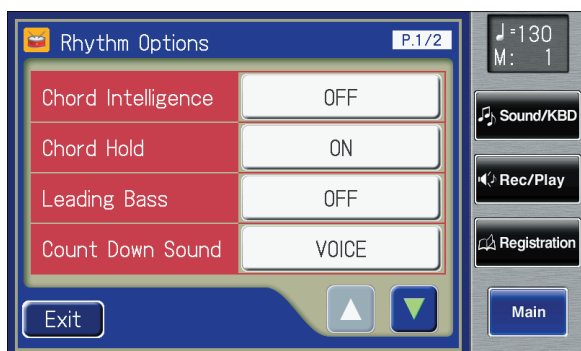 Rhythm Options
P.1/2
Chord Intelligence
OFF
Chord Hold
ON
Leading Bass
OFF
Count Down Sound
VOICE
Exit
♩=130
M: 1
Sound/KBD
Rec/Play
Registration
Main